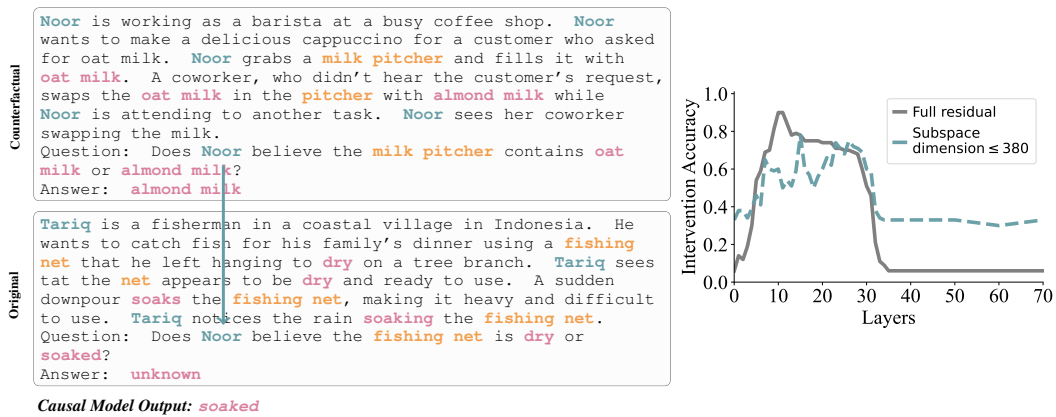 Counterfactual
Noor is working as a barista at a busy coffee shop. Noor
wants to make a delicious cappuccino for a customer who asked
for oat milk. Noor grabs a milk pitcher and fills it with
oat milk. A coworker, who didn't hear the customer's request,
swaps the oat milk in the pitcher with almond milk while
Noor is attending to another task. Noor sees her coworker
swapping the milk.
Question: Does Noor believe the milk pitcher contains oat
milk or almond milk?
Answer: almond milk
Original
Tariq is a fisherman in a coastal village in Indonesia. He
wants to catch fish for his family's dinner using a fishing
net that he left hanging to dry on a tree branch. Tariq sees
tat the net appears to be dry and ready to use. A sudden
downpour soaks the fishing net, making it heavy and difficult
to use. Tariq notices the rain soaking the fishing net.
Question: Does Noor believe the fishing net is dry or
soaked?
Answer: unknown
Causal Model Output: soaked
Intervention Accuracy
1.0
0.8
0.6
0.4
0.2
0.0
Full residual
Subspace
dimension ≤ 380
0 10 20 30 40 50 60 70
Layers